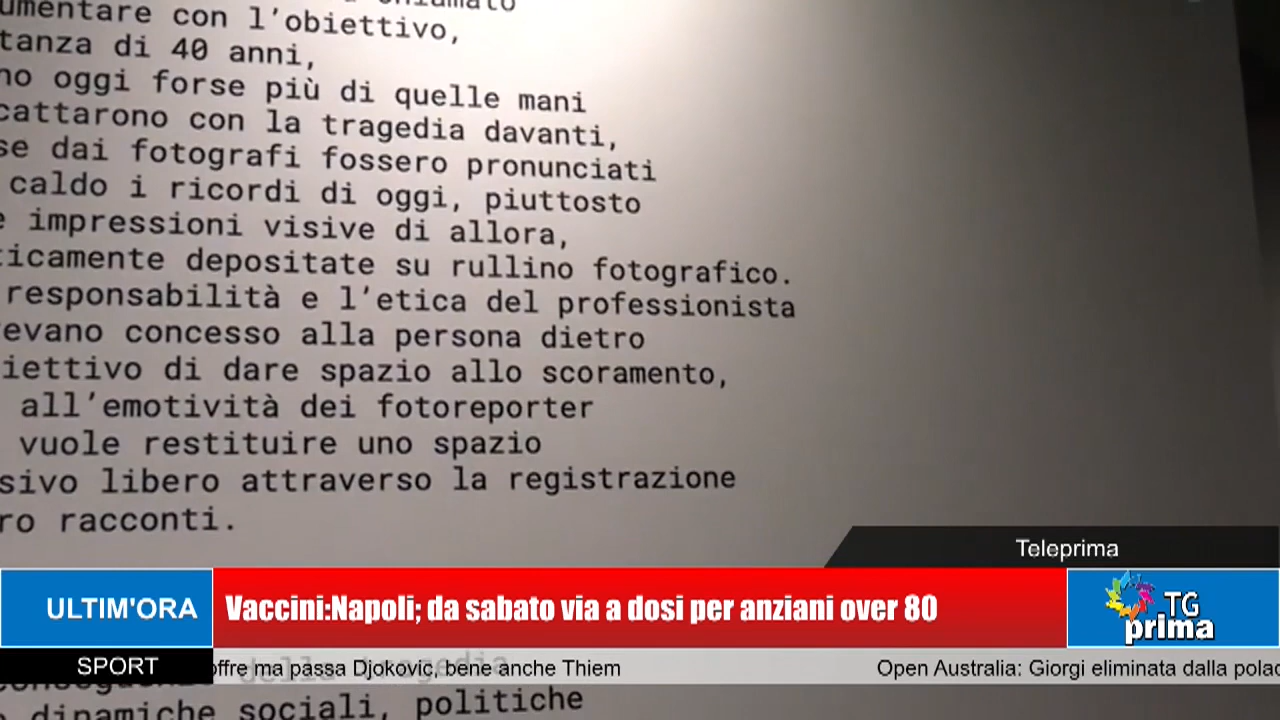 umentare con l'obiettivo,
tanza di 40 anni,
no oggi forse più di quelle mani
cattarono con la tragedia davanti,
se dai fotografi fossero pronunciati
caldo i ricordi di oggi, piuttosto
e impressioni visive di allora,
ticamente depositate su rullino fotografico.
responsabilità e l'etica del professionista
evano concesso alla persona dietro
iettivo di dare spazio allo scoramento,
all'emotività dei fotoreporter
vuole restituire uno spazio
sivo libero attraverso la registrazione
ro racconti.
Teleprima
ULTIM'ORA Vaccini:Napoli; da sabato via a dosi per anziani over 80
TG
prima
SPORT offre ma passa Djokovic, bene anche Thiem Open Australia: Giorgi eliminata dalla polac
della tragedia
dinamiche sociali, politiche